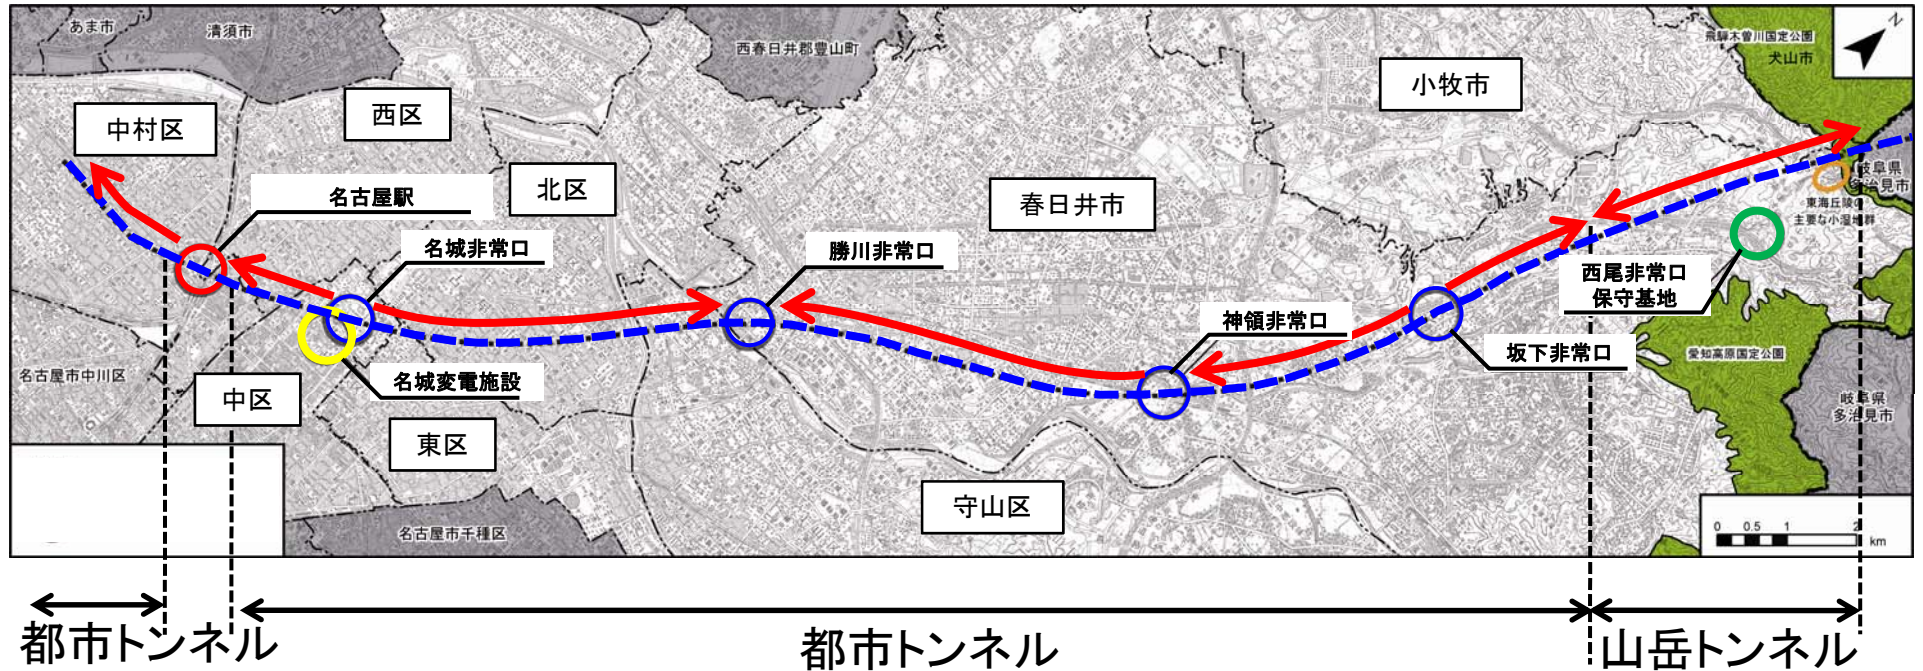 あま市
清須市
西春日井郡豊山町
飛騨木曽川国定公園
犬山市
N
中村区
西区
小牧市
北区
春日井市
名古屋駅
名城非常口
勝川非常口
岐阜県
多治見市
東海丘陵の
主要な小湿地群
西尾非常口
保守基地
神領非常口
坂下非常口
愛知高原国定公園
名古屋市中川区
名城変電施設
中区
東区
守山区
岐阜県
多治見市
名古屋市千種区
0 0.5 1 2
km
都市トンネル
都市トンネル
山岳トンネル